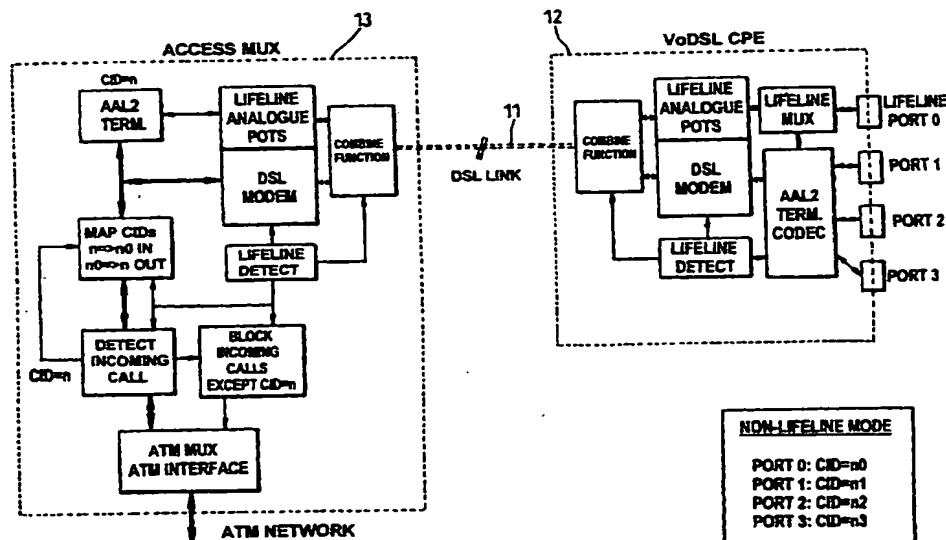 13
ACCESS MUX
CID=n
AAL2
TERM.
LIFELINE
ANALOGUE
POTS
DSL
MODEM
COMBINE
FUNCTION
MAP CIDs
n=>n0 IN
n0=>n OUT
LIFELINE
DETECT
DETECT
INCOMING
CALL
CID=n
BLOCK
INCOMING
CALLS
EXCEPT CID=n
ATM MUX
ATM INTERFACE
ATM NETWORK
11
DSL LINK
12
VoDSL CPE
COMBINE
FUNCTION
LIFELINE
ANALOGUE
POTS
DSL
MODEM
LIFELINE
DETECT
LIFELINE
MUX
AAL2
TERM.
CODEC
LIFELINE
PORT 0
PORT 1
PORT 2
PORT 3
NON-LIFELINE MODE
PORT 0: CID=n0
PORT 1: CID=n1
PORT 2: CID=n2
PORT 3: CID=n3